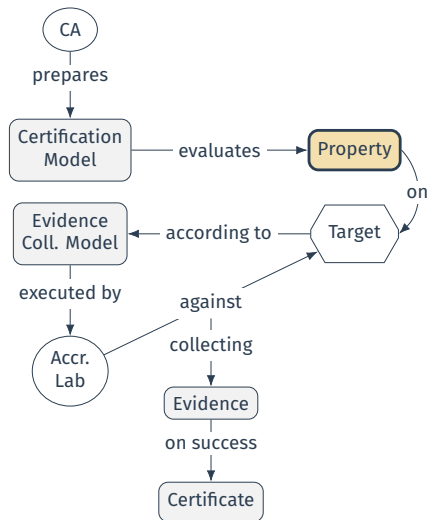 CA
prepares
Certification
Model
evaluates
Property
on
Target
according to
Evidence
Coll. Model
executed by
Accr.
Lab
against
collecting
Evidence
on success
Certificate